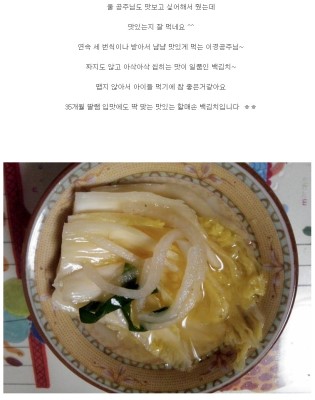 울 공주님도 맛보고 싶어해서 줬는데
맛있는지 잘 먹네요 ^^
연속 세 번씩이나 받아서 냠냠 맛있게 먹는 이경공주님~
짜지도 않고 아삭아삭 씹히는 맛이 일품인 백김치~
맵지 않아서 아이들 먹기에 참 좋은거같아요
35개월 딸램 입맛에도 딱 맞는 맛있는 할매손 백김치입니다 ㅎㅎ